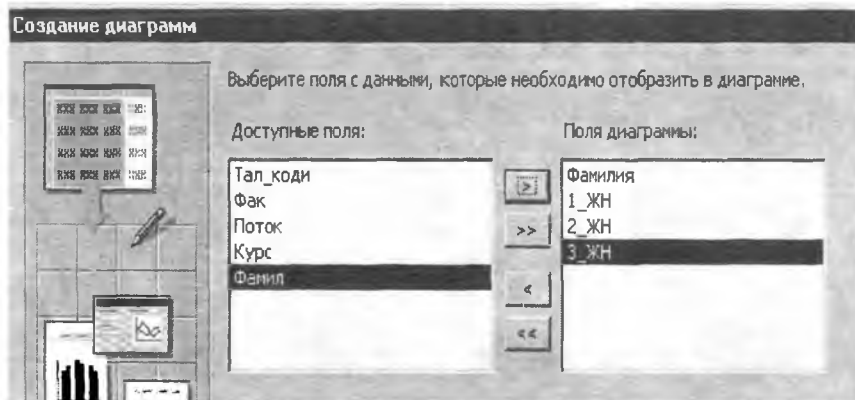 Создание диаграмм
Выберите поля с данными, которые необходимо отобразить в диаграмме.
Доступные поля:
Тал_коди
Фак
Поток
Курс
Фамил
>
>>
<
<<
Поля диаграммы:
Фамилия
1_ЖН
2_ЖН
3_ЖН